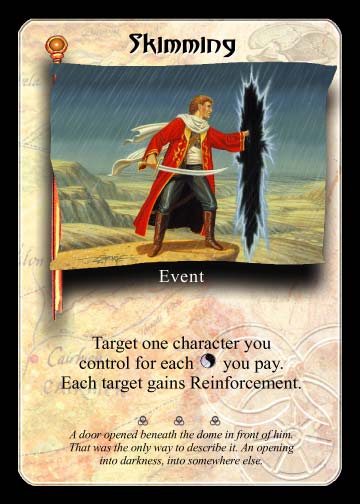 Skimming
Event
Target one character you
control for each you pay.
Each target gains Reinforcement.
A door opened beneath the dome in front of him.
That was the only way to describe it. An opening
into darkness, into somewhere else.